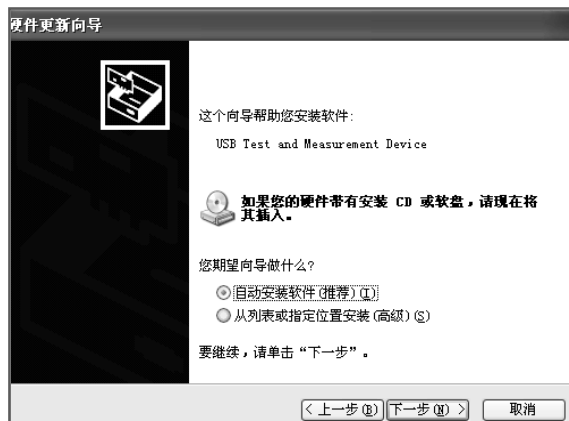 硬件更新向导
这个向导帮助您安装软件:
USB Test and Measurement Device
如果您的硬件带有安装 CD 或软盘，请现在将
其插入。
您期望向导做什么?
自动安装软件(推荐)(I)
从列表或指定位置安装(高级)(S)
要继续，请单击“下一步”。
< 上一步(B) 下一步(N) > 取消